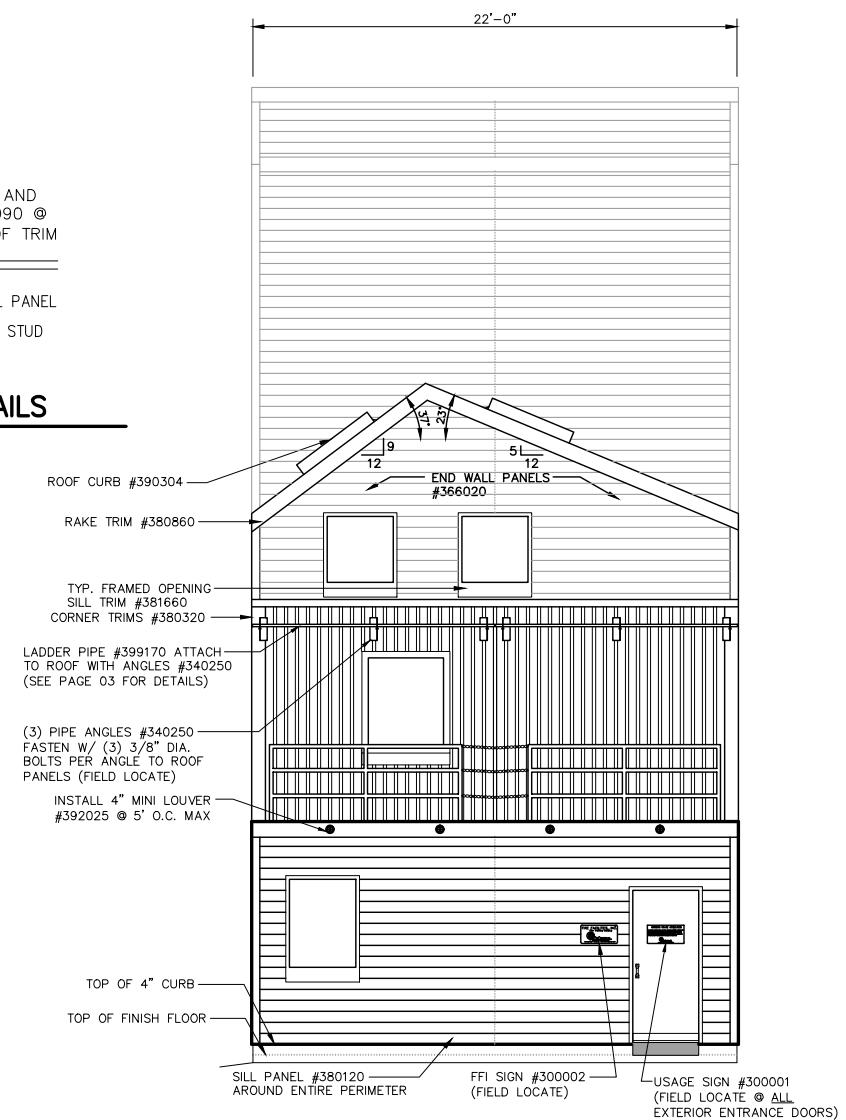 22'-0"
AND
090 @
OF TRIM
PANEL
STUD
AILS
37°
23°
9
12
5
12
END WALL PANELS
#366020
ROOF CURB #390304
RAKE TRIM #380860
TYP. FRAMED OPENING
SILL TRIM #381660
CORNER TRIMS #380320
LADDER PIPE #399170 ATTACH
TO ROOF WITH ANGLES #340250
(SEE PAGE 03 FOR DETAILS)
(3) PIPE ANGLES #340250
FASTEN W/ (3) 3/8" DIA.
BOLTS PER ANGLE TO ROOF
PANELS (FIELD LOCATE)
INSTALL 4" MINI LOUVER
#392025 @ 5' O.C. MAX
TOP OF 4" CURB
TOP OF FINISH FLOOR
SILL PANEL #380120
AROUND ENTIRE PERIMETER
FFI SIGN #300002
(FIELD LOCATE)
USAGE SIGN #300001
(FIELD LOCATE @ ALL
EXTERIOR ENTRANCE DOORS)